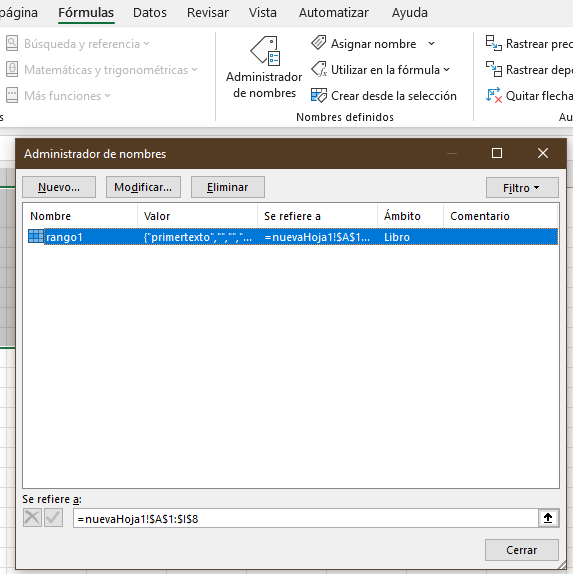 página Fórmulas Datos Revisar Vista Automatizar Ayuda
Búsqueda y referencia
Matemáticas y trigonométricas
Más funciones
s
Administrador de nombres
Asignar nombre
Utilizar en la fórmula
Crear desde la selección
Nombres definidos
Rastrear prec
Rastrear depe
Quitar flecha
Au
Administrador de nombres
Nuevo... Modificar... Eliminar Filtro
Nombre Valor Se refiere a Ámbito Comentario
rango1 {"primertexto","","","... =nuevaHoja1!$A$1... Libro
Se refiere a:
=nuevaHoja1!$A$1:$I$8
Cerrar